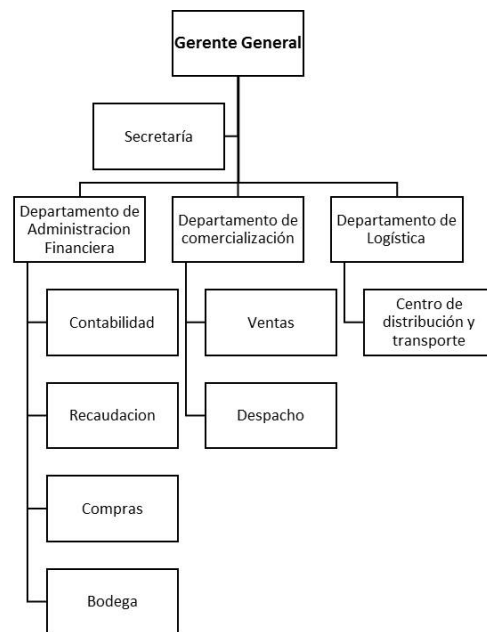 Gerente General
Secretaría
Departamento de
Administracion
Financiera
Departamento de
comercialización
Departamento de
Logística
Contabilidad
Ventas
Centro de
distribución y
transporte
Recaudacion
Despacho
Compras
Bodega